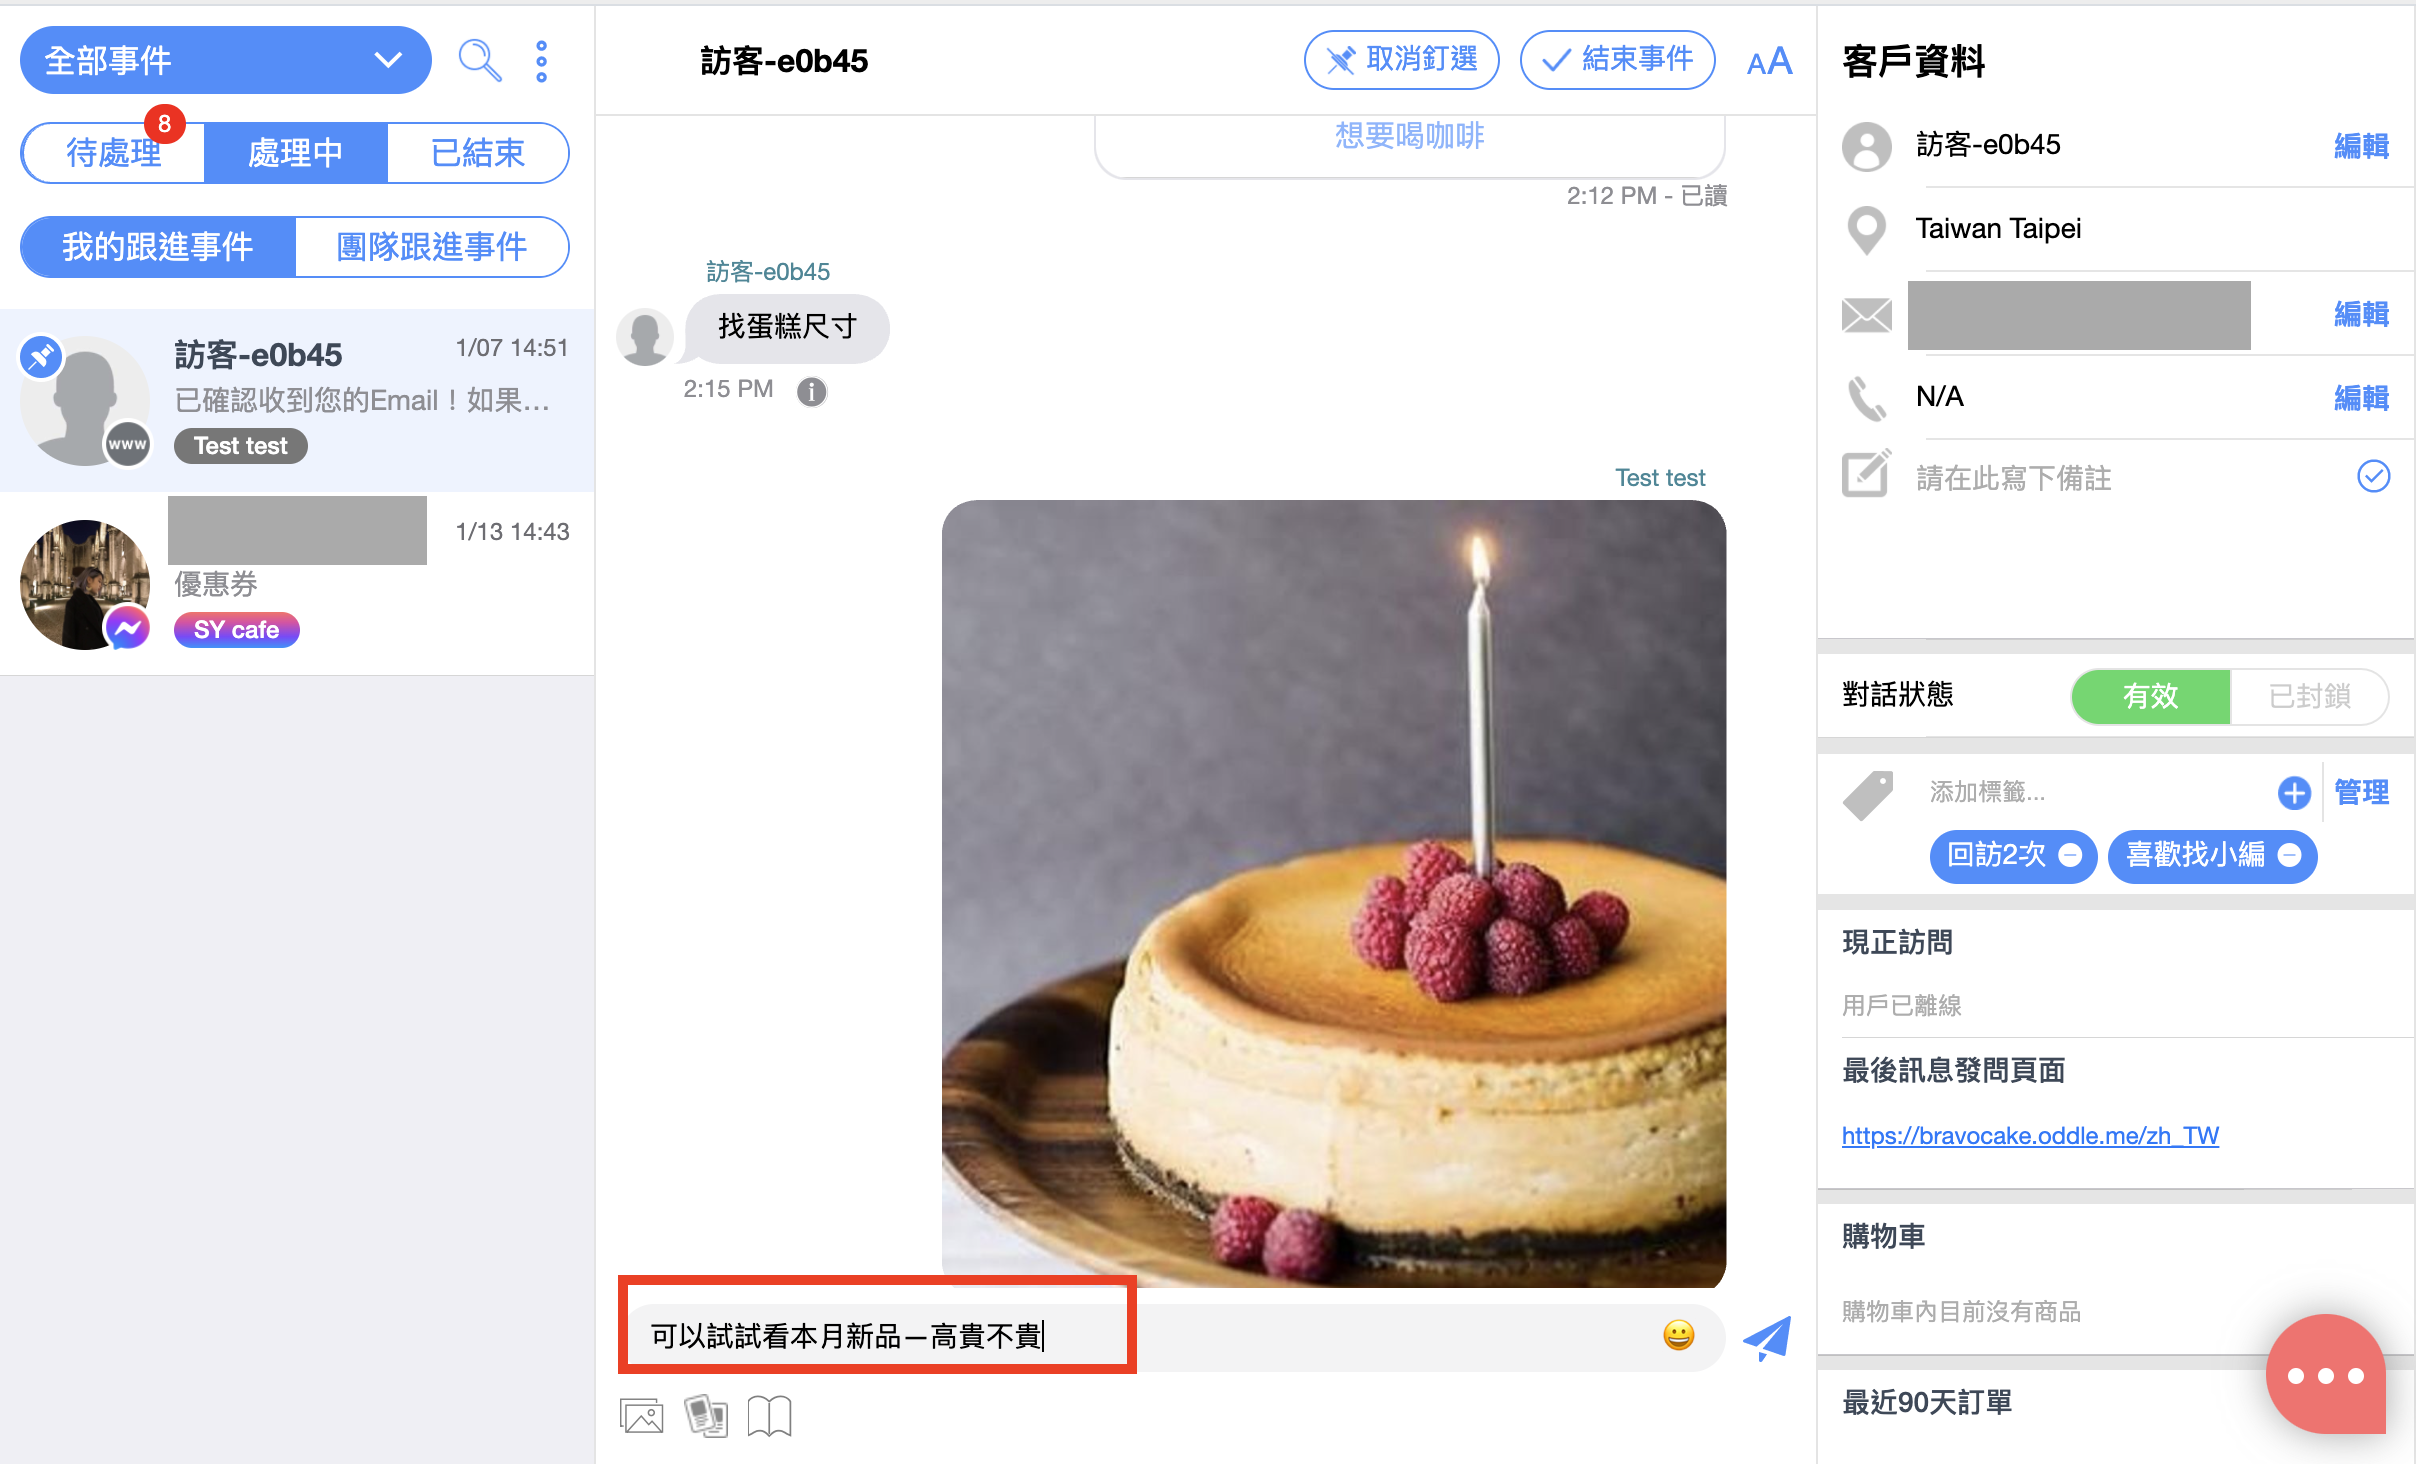 全部事件
8
待處理
處理中
已結束
我的跟進事件
團隊跟進事件
訪客-e0b45
1/07 14:51
已確認收到您的Email！如果...
www
Test test
1/13 14:43
優惠券
SY cafe
訪客-e0b45
取消釘選
結束事件
AA
想要喝咖啡
2:12 PM - 已讀
訪客-e0b45
找蛋糕尺寸
2:15 PM
i
Test test
可以試試看本月新品－高貴不貴
客戶資料
訪客-e0b45
編輯
Taiwan Taipei
編輯
N/A
編輯
請在此寫下備註
對話狀態
有效
已封鎖
添加標籤...
管理
回訪2次
喜歡找小編
現正訪問
用戶已離線
最後訊息發問頁面
https://bravocake.oddle.me/zh_TW
購物車
購物車內目前沒有商品
最近90天訂單